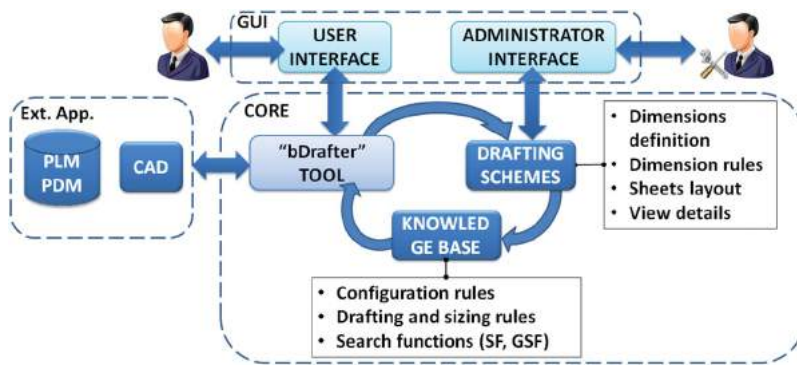 GUI
USER
INTERFACE
ADMINISTRATOR
INTERFACE
Ext. App.
PLM
PDM
CAD
CORE
“bDrafter”
TOOL
DRAFTING
SCHEMES
• Dimensions
definition
• Dimension rules
• Sheets layout
• View details
KNOWLED
GE BASE
• Configuration rules
• Drafting and sizing rules
• Search functions (SF, GSF)